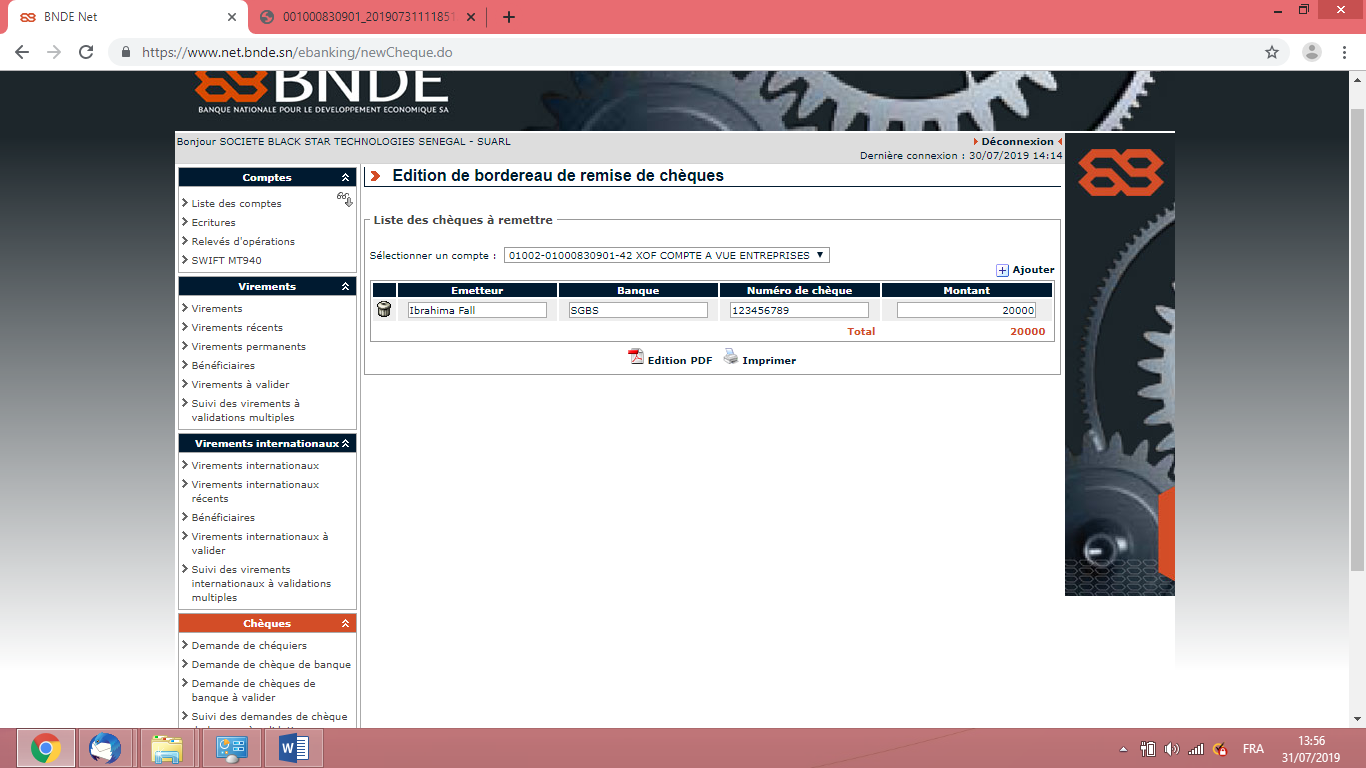 BNDE Net
001000830901_20190731111851
https://www.net.bnde.sn/ebanking/newCheque.do
BNDE
BANQUE NATIONALE POUR LE DEVELOPPEMENT ECONOMIQUE SA
Bonjour SOCIETE BLACK STAR TECHNOLOGIES SENEGAL - SUARL
Déconnexion
Dernière connexion : 30/07/2019 14:14
Comptes
Liste des comptes
Ecritures
Relevés d'opérations
SWIFT MT940
Virements
Virements
Virements récents
Virements permanents
Bénéficiaires
Virements à valider
Suivi des virements à
validations multiples
Virements internationaux
Virements internationaux
Virements internationaux
récents
Bénéficiaires
Virements internationaux à
valider
Suivi des virements
internationaux à validations
multiples
Chèques
Demande de chéquiers
Demande de chèque de banque
Demande de chèques de
banque à valider
Suivi des demandes de chèque
Edition de bordereau de remise de chèques
Liste des chèques à remettre
Sélectionner un compte : 01002-01000830901-42 XOF COMPTE A VUE ENTREPRISES
Ajouter
Emetteur Banque Numéro de chèque Montant
Ibrahima Fall SGBS 123456789 20000
Total 20000
Edition PDF Imprimer
FRA
13:56
31/07/2019